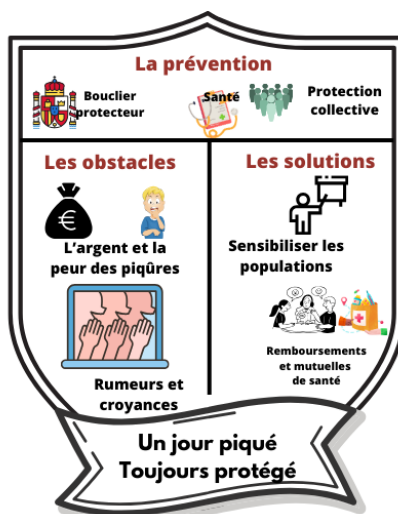 La prévention
Bouclier
protecteur
Santé
Protection
collective
Les obstacles
€
L'argent et la
peur des piqûres
Rumeurs et
croyances
Les solutions
Sensibiliser les
populations
Remboursements
et mutuelles
de santé
Un jour piqué
Toujours protégé